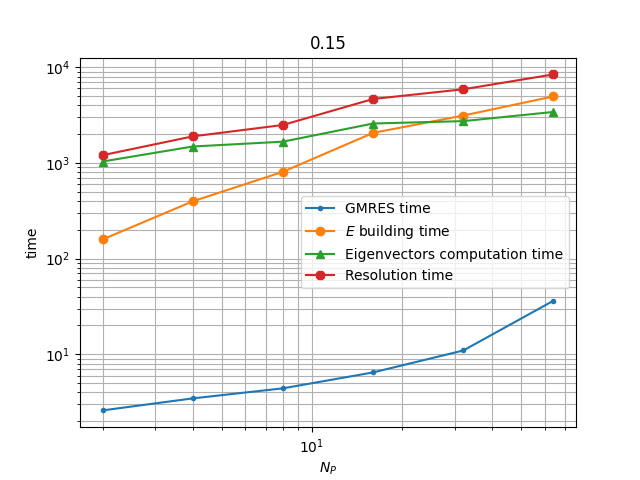 0.15
time
10⁴
10³
10²
10¹
GMRES time
E building time
Eigenvectors computation time
Resolution time
10¹
N_P